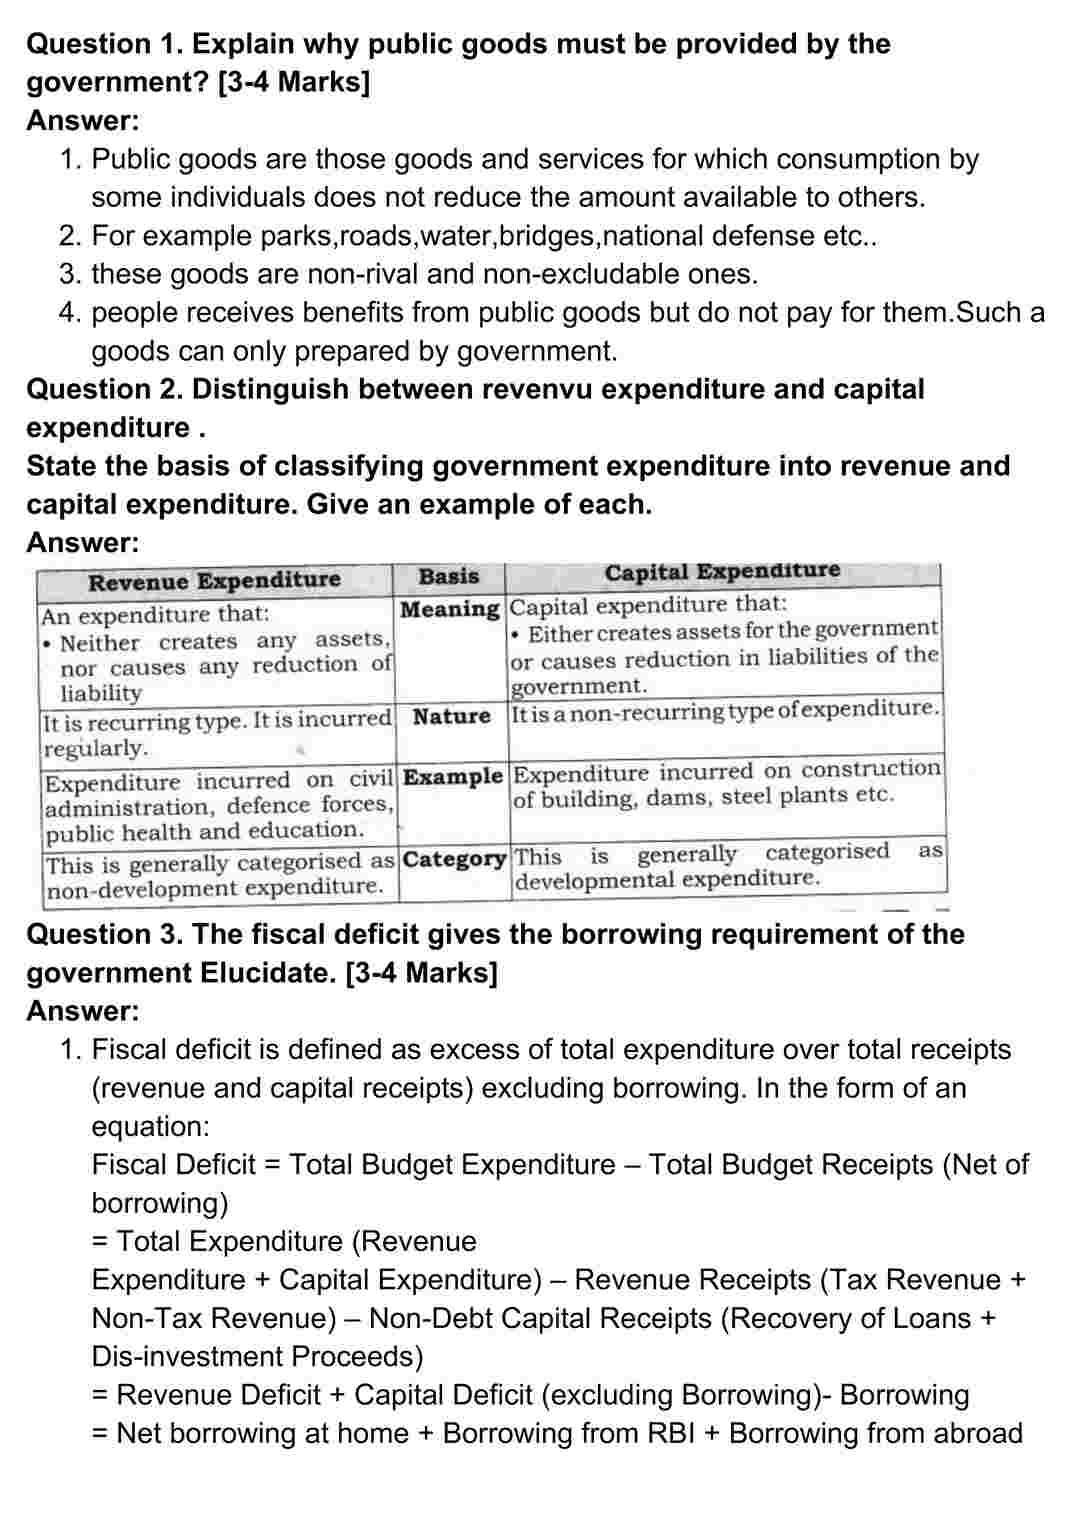 Question 1. Explain why public goods must be provided by the
government? [3-4 Marks]
Answer:
1. Public goods are those goods and services for which consumption by
some individuals does not reduce the amount available to others.
2. For example parks,roads,water,bridges,national defense etc..
3. these goods are non-rival and non-excludable ones.
4. people receives benefits from public goods but do not pay for them.Such a
goods can only prepared by government.
Question 2. Distinguish between revenvu expenditure and capital
expenditure .
State the basis of classifying government expenditure into revenue and
capital expenditure. Give an example of each.
Answer:
Revenue Expenditure Basis Capital Expenditure
An expenditure that: Meaning Capital expenditure that:
• Neither creates any assets, • Either creates assets for the government
nor causes any reduction of or causes reduction in liabilities of the
liability government.
It is recurring type. It is incurred Nature It is a non-recurring type of expenditure.
regularly.
Expenditure incurred on civil Example Expenditure incurred on construction
administration, defence forces, of building, dams, steel plants etc.
public health and education.
This is generally categorised as Category This is generally categorised as
non-development expenditure. developmental expenditure.
Question 3. The fiscal deficit gives the borrowing requirement of the
government Elucidate. [3-4 Marks]
Answer:
1. Fiscal deficit is defined as excess of total expenditure over total receipts
(revenue and capital receipts) excluding borrowing. In the form of an
equation:
Fiscal Deficit = Total Budget Expenditure – Total Budget Receipts (Net of
borrowing)
= Total Expenditure (Revenue
Expenditure + Capital Expenditure) – Revenue Receipts (Tax Revenue +
Non-Tax Revenue) – Non-Debt Capital Receipts (Recovery of Loans +
Dis-investment Proceeds)
= Revenue Deficit + Capital Deficit (excluding Borrowing)- Borrowing
= Net borrowing at home + Borrowing from RBI + Borrowing from abroad